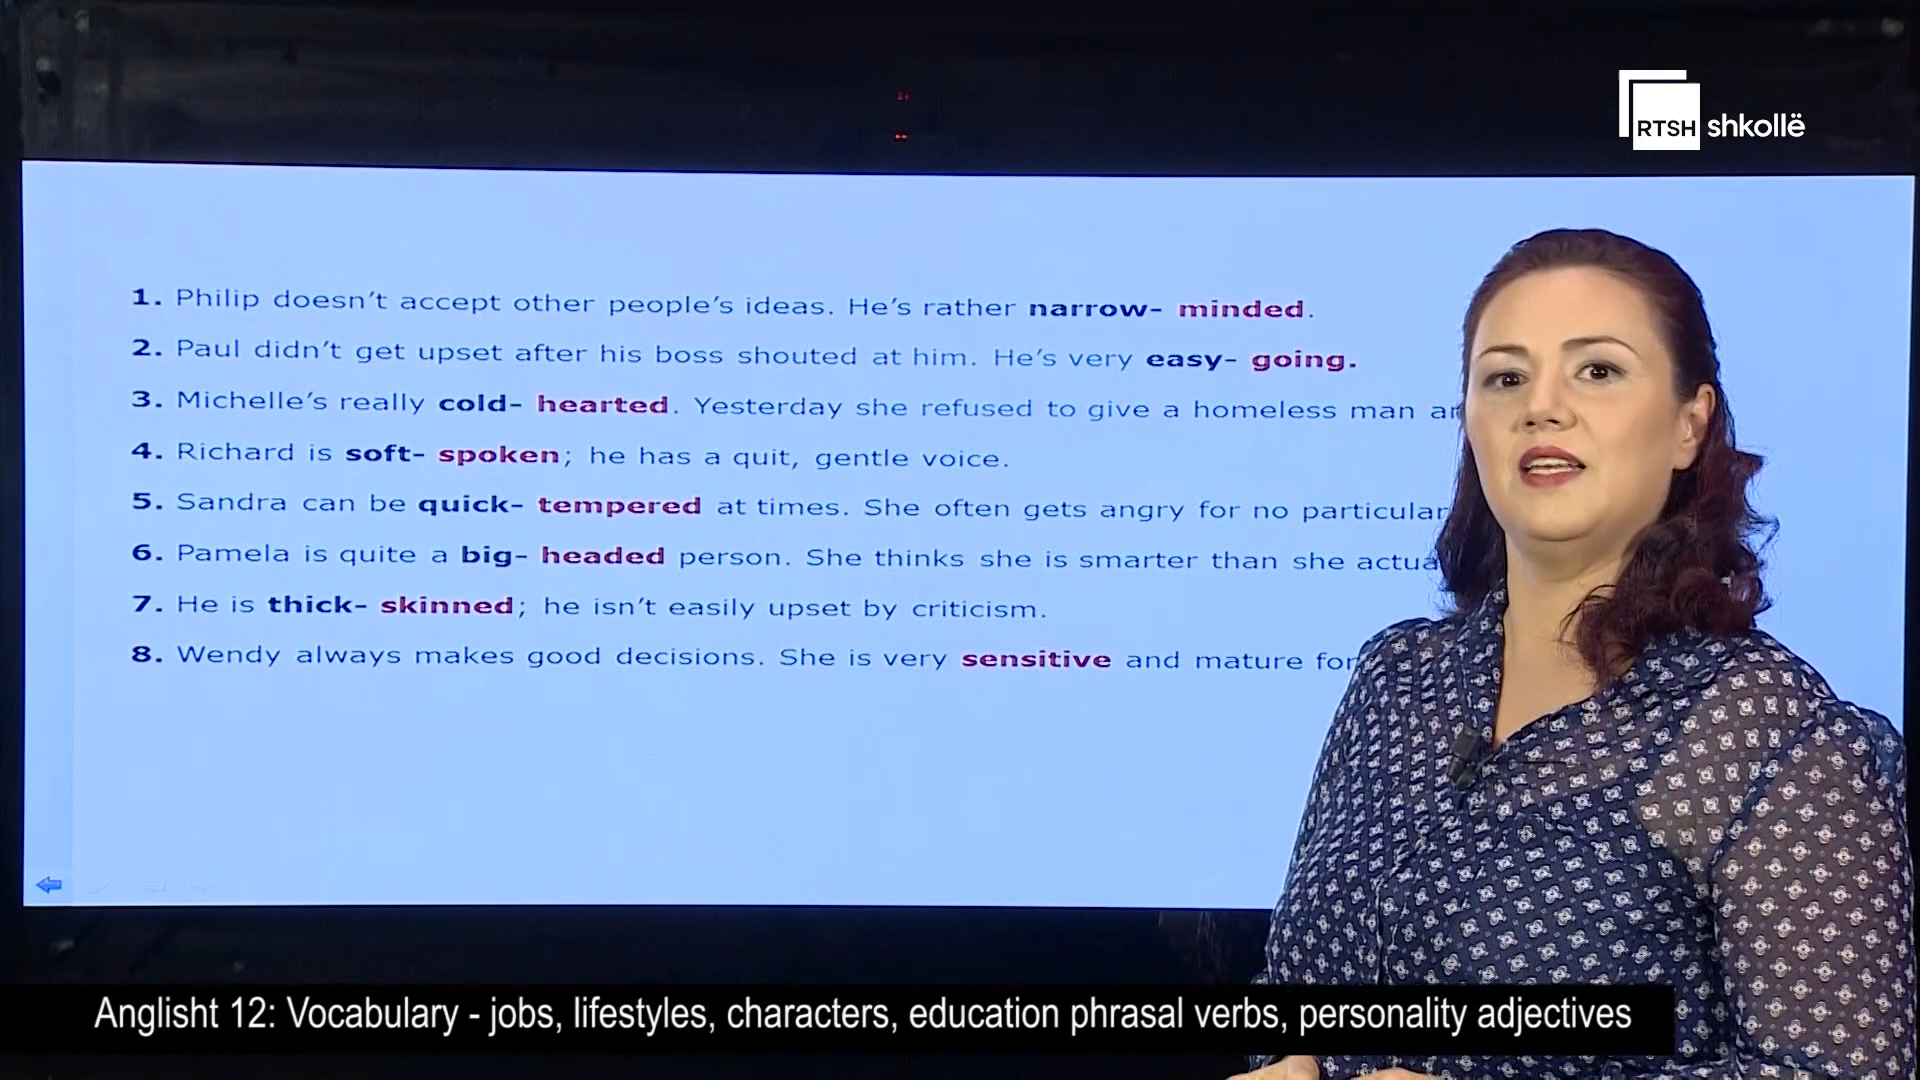 RTSH shkollë
1. Philip doesn't accept other people's ideas. He's rather narrow- minded.
2. Paul didn't get upset after his boss shouted at him. He's very easy- going.
3. Michelle's really cold- hearted. Yesterday she refused to give a homeless man
4. Richard is soft- spoken; he has a quit, gentle voice.
5. Sandra can be quick- tempered at times. She often gets angry for no particular
6. Pamela is quite a big- headed person. She thinks she is smarter than she
7. He is thick- skinned; he isn't easily upset by criticism.
8. Wendy always makes good decisions. She is very sensitive and mature for
Anglisht 12: Vocabulary - jobs, lifestyles, characters, education phrasal verbs, personality adjectives